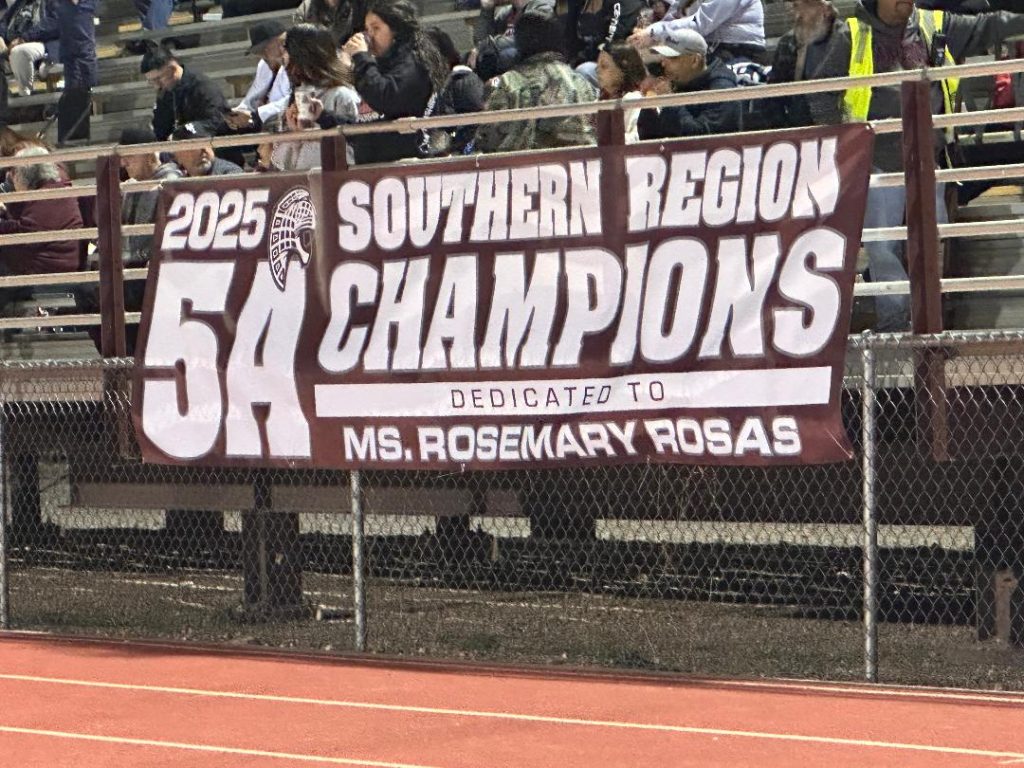 2025
5A
SOUTHERN REGION
CHAMPIONS
DEDICATED TO
MS. ROSEMARY ROSAS